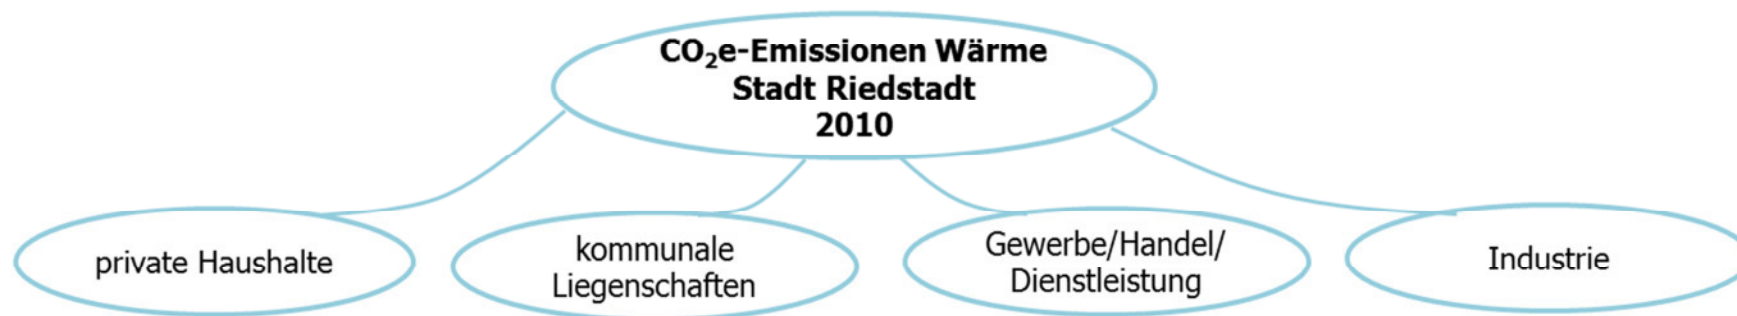 CO₂e-Emissionen Wärme
Stadt Riedstadt
2010
private Haushalte
kommunale
Liegenschaften
Gewerbe/Handel/
Dienstleistung
Industrie